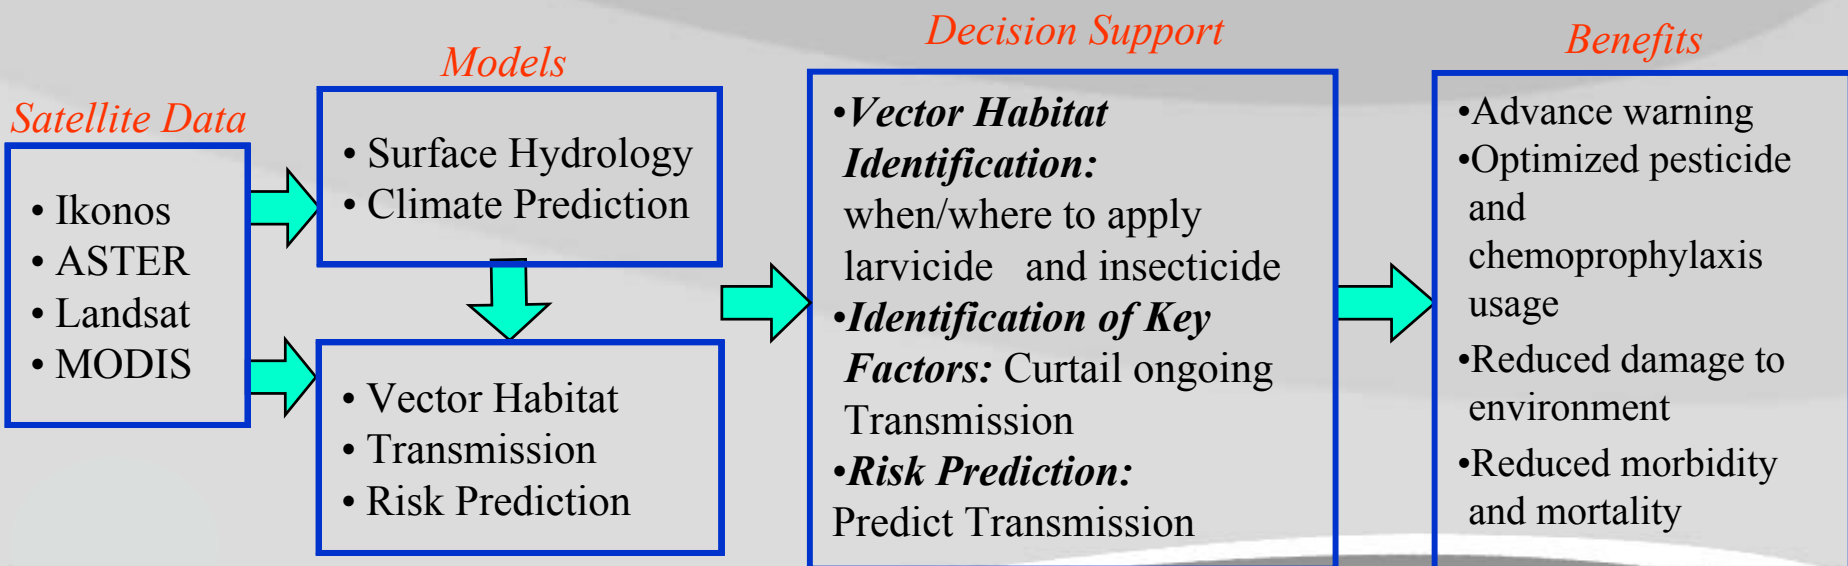 Satellite Data
• Ikonos
• ASTER
• Landsat
• MODIS
Models
• Surface Hydrology
• Climate Prediction
• Vector Habitat
• Transmission
• Risk Prediction
Decision Support
•Vector Habitat
Identification:
when/where to apply
larvicide and insecticide
•Identification of Key
Factors: Curtail ongoing
Transmission
•Risk Prediction:
Predict Transmission
Benefits
•Advance warning
•Optimized pesticide
and
chemoprophylaxis
usage
•Reduced damage to
environment
•Reduced morbidity
and mortality